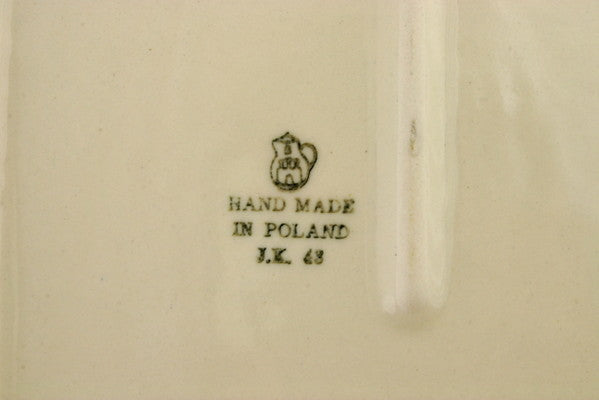 HAND MADE
IN POLAND
J.K. 43